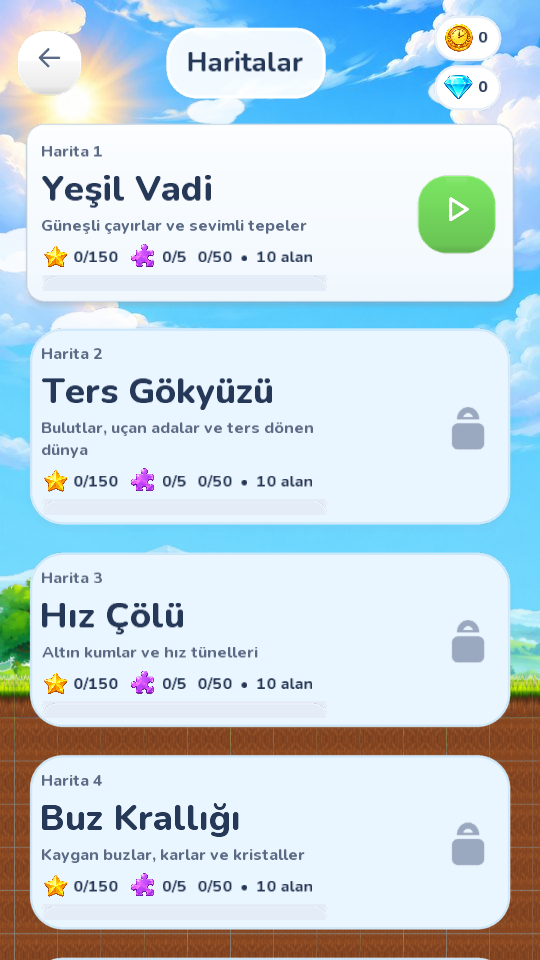 Haritalar
0
0
Harita 1
Yeşil Vadi
Güneşli çayırlar ve sevimli tepeler
0/150 0/5 0/50 • 10 alan
Harita 2
Ters Gökyüzü
Bulutlar, uçan adalar ve ters dönen
dünya
0/150 0/5 0/50 • 10 alan
Harita 3
Hız Çölü
Altın kumlar ve hız tünelleri
0/150 0/5 0/50 • 10 alan
Harita 4
Buz Krallığı
Kaygan buzlar, karlar ve kristaller
0/150 0/5 0/50 • 10 alan